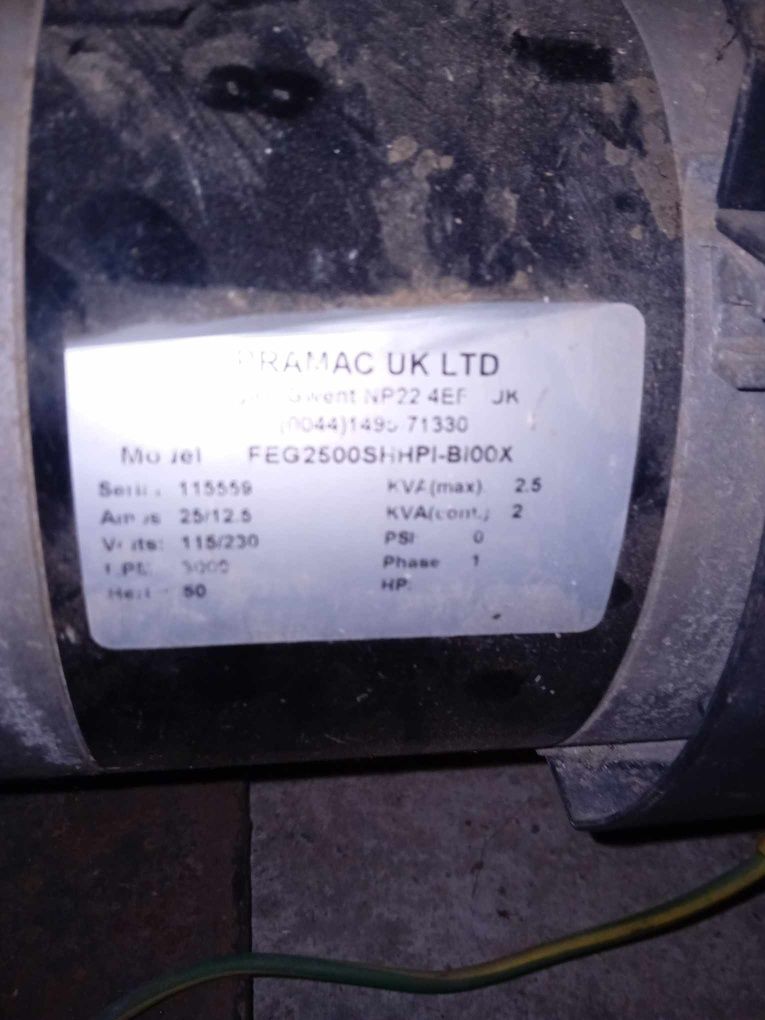 PRAMAC UK LTD
Gwent NP22 4EF UK
(0044)1495 71330
Model FEG2500SHHPI-BI00X
Serial: 115559 KVA(max) 2.5
Amps 25/12.5 KVA(cont.) 2
Volts: 115/230 PSI: 0
3000 Phase 1
50 HP: